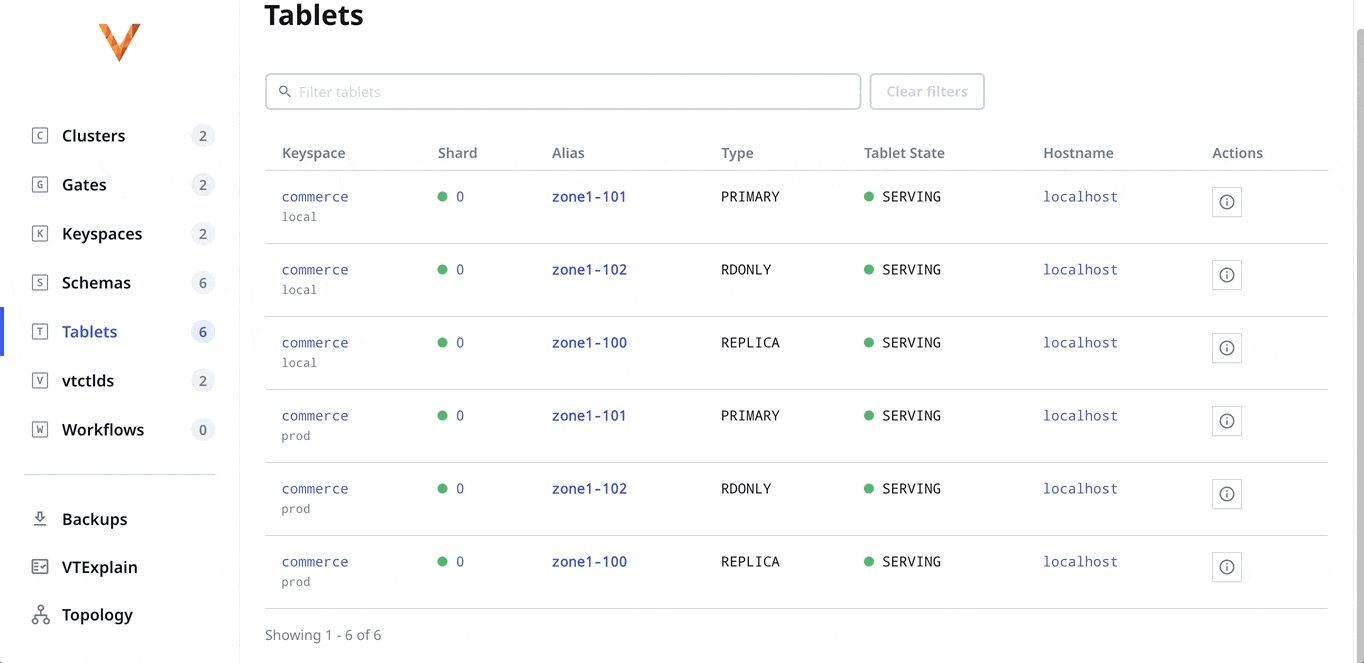 Tablets
Filter tablets
Clear filters
C Clusters 2
G Gates 2
K Keyspaces 2
S Schemas 6
T Tablets 6
V vtctlds 2
W Workflows 0
Backups
VTExplain
Topology
Keyspace Shard Alias Type Tablet State Hostname Actions
commerce 0 zone1-101 PRIMARY SERVING localhost
local
commerce 0 zone1-102 RDONLY SERVING localhost
local
commerce 0 zone1-100 REPLICA SERVING localhost
local
commerce 0 zone1-101 PRIMARY SERVING localhost
prod
commerce 0 zone1-102 RDONLY SERVING localhost
prod
commerce 0 zone1-100 REPLICA SERVING localhost
prod
Showing 1 - 6 of 6